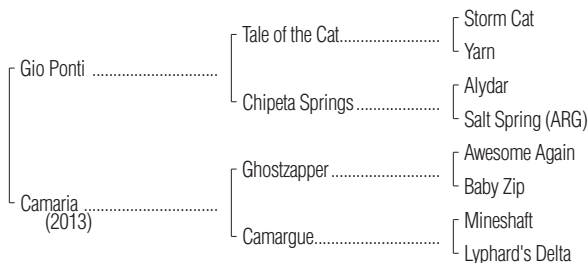 Storm Cat
Tale of the Cat
Yarn
Gio Ponti
Alydar
Chipeta Springs
Salt Spring (ARG)
Awesome Again
Ghostzapper
Baby Zip
Camaria
(2013)
Mineshaft
Camargue
Lyphard's Delta